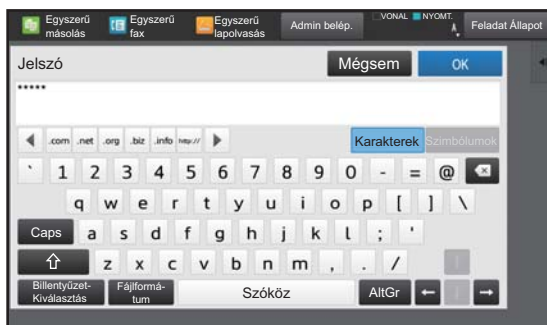 Egyszerű másolás
Egyszerű fax
Egyszerű lapolvasás
Admin belép.
VONAL NYOMT.
Feladat Állapot
Jelszó
Mégsem
OK
*****
.com .net .org .biz .info http://
Karakterek
Szimbólumok
` 1 2 3 4 5 6 7 8 9 0 - = @
q w e r t y u i o p [ ] \
Caps a s d f g h j k l ; '
z x c v b n m , . /
Billentyűzet-Kiválasztás
Fájlformá-tum
Szóköz
AltGr